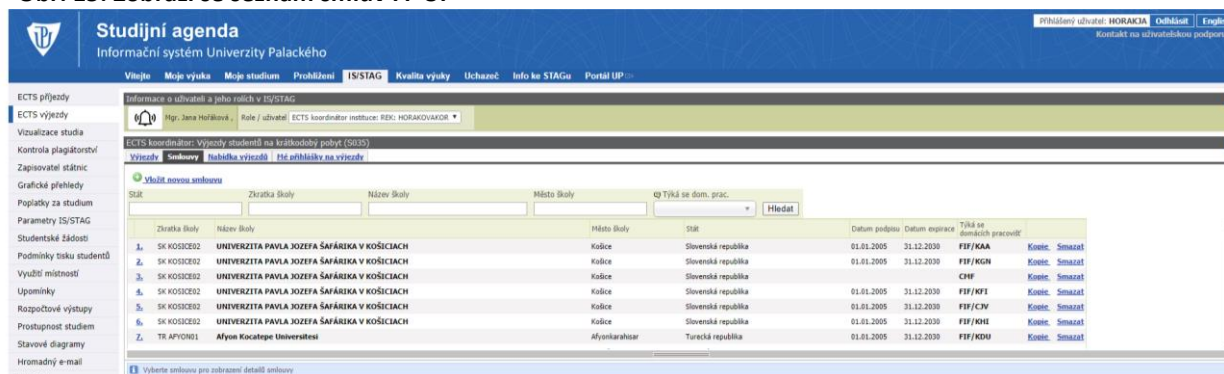 Studijní agenda
Informační systém Univerzity Palackého
Přihlášený uživatel: HORAKJA Odhlásit
Kontakt na uživatelskou
Vítejte Moje výuka Moje studium Prohlížení IS/STAG Kvalita výuky Uchazeč Info ke STAGu Portál UP
ECTS příjezdy
ECTS výjezdy
Vizualizace studia
Kontrola plagiátorství
Zapisovatel státnic
Grafické přehledy
Poplatky za studium
Parametry IS/STAG
Studentské žádosti
Podmínky tisku studentů
Využití místností
Upomínky
Rozpočtové výstupy
Prostupnost studiem
Stavové diagramy
Hromadný e-mail
Informace o uživateli a jeho rolích v IS/STAG
Mgr. Jana Hořáková , Role / uživatel ECTS koordinátor instituce: REK: HORAKOVAKOR
ECTS koordinátor: Výjezdy studentů na krátkodobý pobyt (S035)
Výjezdy Smlouvy Nabídka výjezdů Mé přihlášky na výjezdy
Vložit novou smlouvu
Stát Zkratka školy Název školy Město školy Týká se dom. prac.
Hledat
Zkratka školy Název školy Město školy Stát Datum podpisu Datum expirace Týká se domácích pracovišť
1. SK KOSICE02 UNIVERZITA PAVLA JOZEFA ŠAFÁRIKA V KOŠICIACH Košice Slovenská republika 01.01.2005 31.12.2030 FIF/KAA Kopie Smazat
2. SK KOSICE02 UNIVERZITA PAVLA JOZEFA ŠAFÁRIKA V KOŠICIACH Košice Slovenská republika 01.01.2005 31.12.2030 FIF/KGN Kopie Smazat
3. SK KOSICE02 UNIVERZITA PAVLA JOZEFA ŠAFÁRIKA V KOŠICIACH Košice Slovenská republika CMF Kopie Smazat
4. SK KOSICE02 UNIVERZITA PAVLA JOZEFA ŠAFÁRIKA V KOŠICIACH Košice Slovenská republika 01.01.2005 31.12.2030 FIF/KFI Kopie Smazat
5. SK KOSICE02 UNIVERZITA PAVLA JOZEFA ŠAFÁRIKA V KOŠICIACH Košice Slovenská republika 01.01.2005 31.12.2030 FIF/CJV Kopie Smazat
6. SK KOSICE02 UNIVERZITA PAVLA JOZEFA ŠAFÁRIKA V KOŠICIACH Košice Slovenská republika 01.01.2005 31.12.2030 FIF/KHI Kopie Smazat
7. TR AFYON01 Afyon Kocatepe Universitesi Afyonkarahisar Turecká republika 01.01.2005 31.12.2030 FIF/KDU Kopie Smazat
Vyberte smlouvu pro zobrazení detailů smlouvy